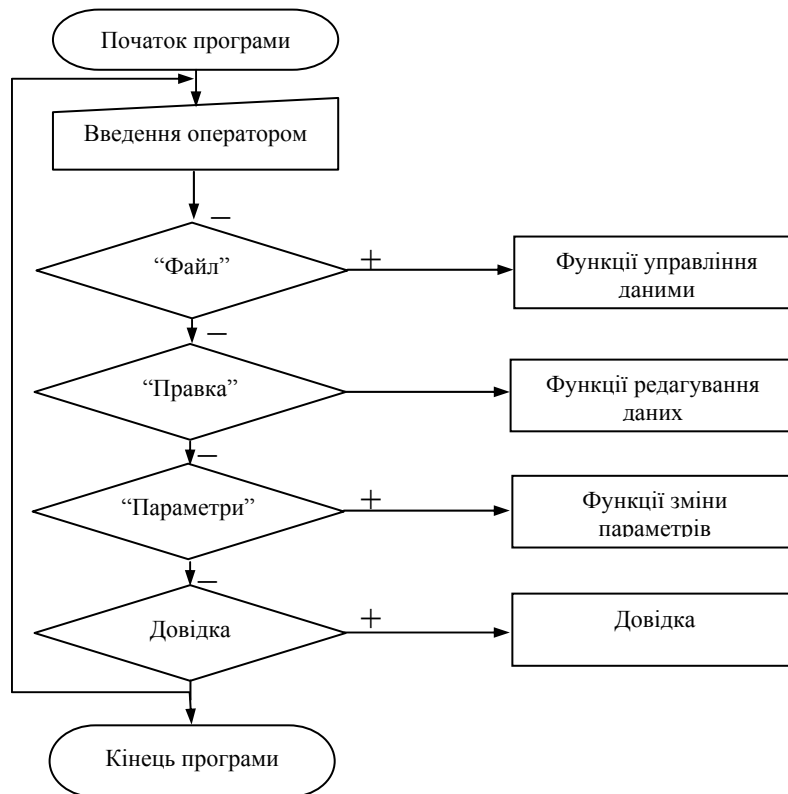 Початок програми
Введення оператором
−
“Файл”
+
Функції управління
даними
−
“Правка”
Функції редагування
даних
−
“Параметри”
+
Функції зміни
параметрів
−
Довідка
+
Довідка
Кінець програми